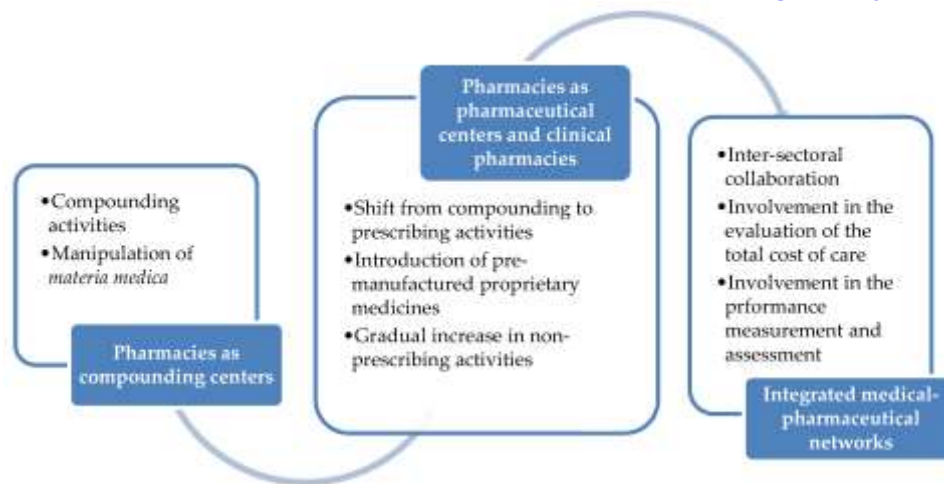 •Compounding
activities
•Manipulation of
materia medica
Pharmacies as
compounding centers
Pharmacies as
pharmaceutical
centers and clinical
pharmacies
•Shift from compounding to
prescribing activities
•Introduction of pre-
manufactured proprietary
medicines
•Gradual increase in non-
prescribing activities
•Inter-sectoral
collaboration
•Involvement in the
evaluation of the
total cost of care
•Involvement in the
prformance
measurement and
assessment
Integrated medical-
pharmaceutical
networks